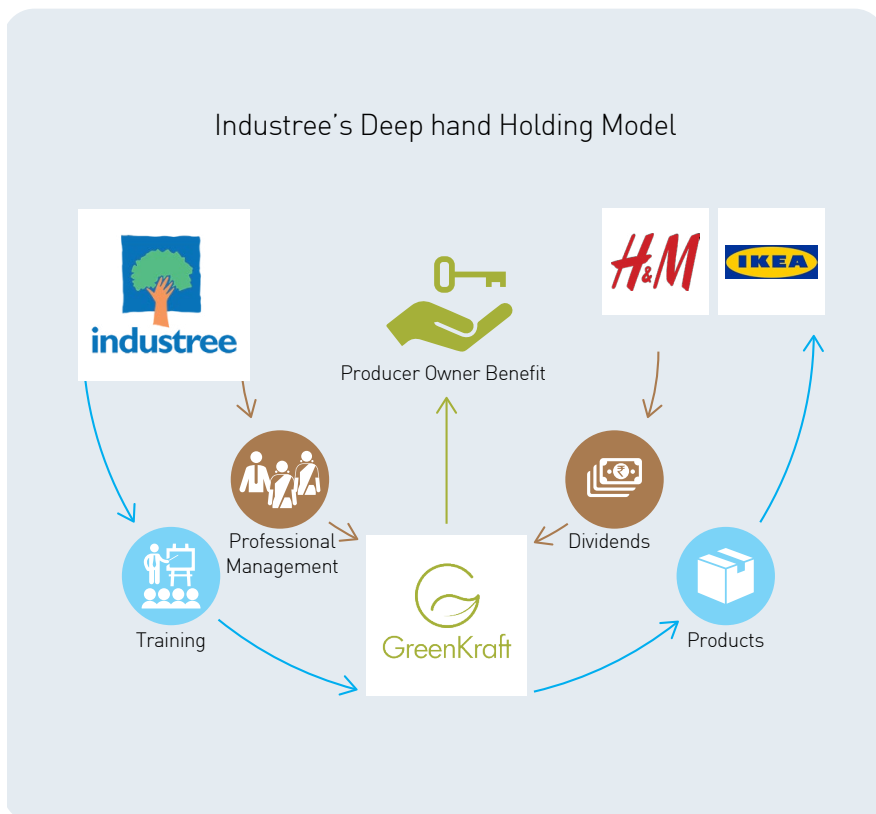 Industree's Deep hand Holding Model
industree
H&M
IKEA
Producer Owner Benefit
Professional
Management
Dividends
₹
Training
GreenKraft
Products